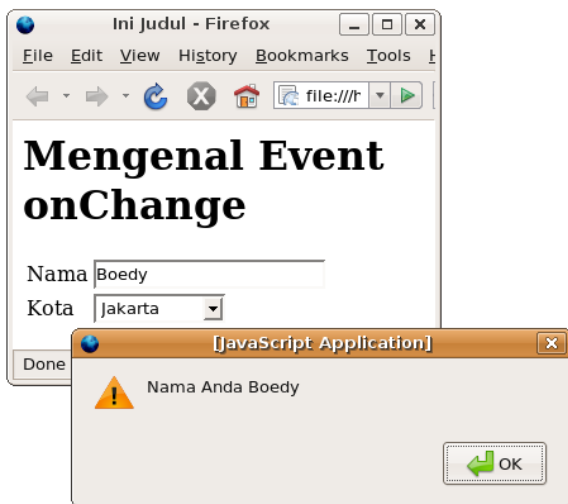 Ini Judul - Firefox
File Edit View History Bookmarks Tools
file:///h
Mengenal Event
onChange
Nama Boedy
Kota Jakarta
Done
[JavaScript Application]
Nama Anda Boedy
OK